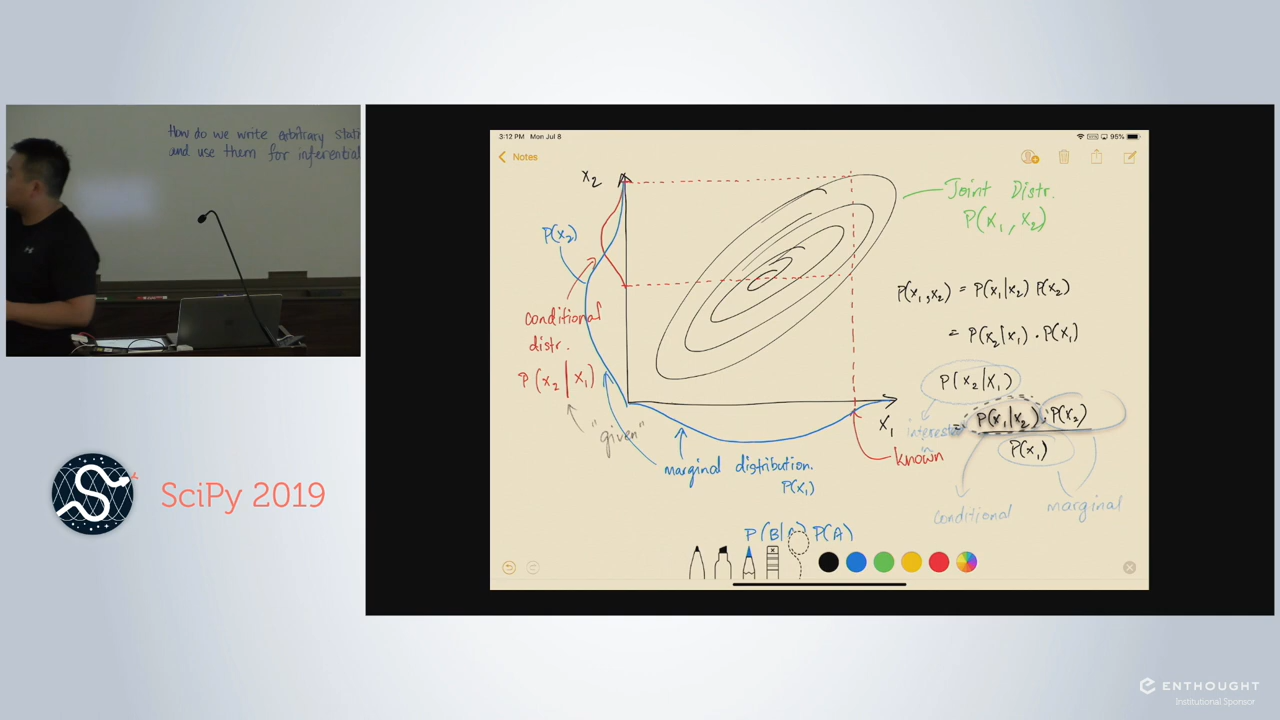 How do we write arbitrary
and use them for inferential
3:12 PM Mon Jul 8
95%
Notes
x2
Joint Distr.
P(x1, x2)
P(x2)
P(x1, x2) = P(x1|x2) P(x2)
conditional
distr.
= P(x2|x1) · P(x1)
P(x2|x1)
P(x2|x1)
= P(x1|x2) · P(x2)
x1
"given"
P(x1)
known
marginal distribution.
P(x1)
conditional
marginal
P(B|A) P(A)
SciPy 2019
ENTHOUGHT
Institutional Sponsor